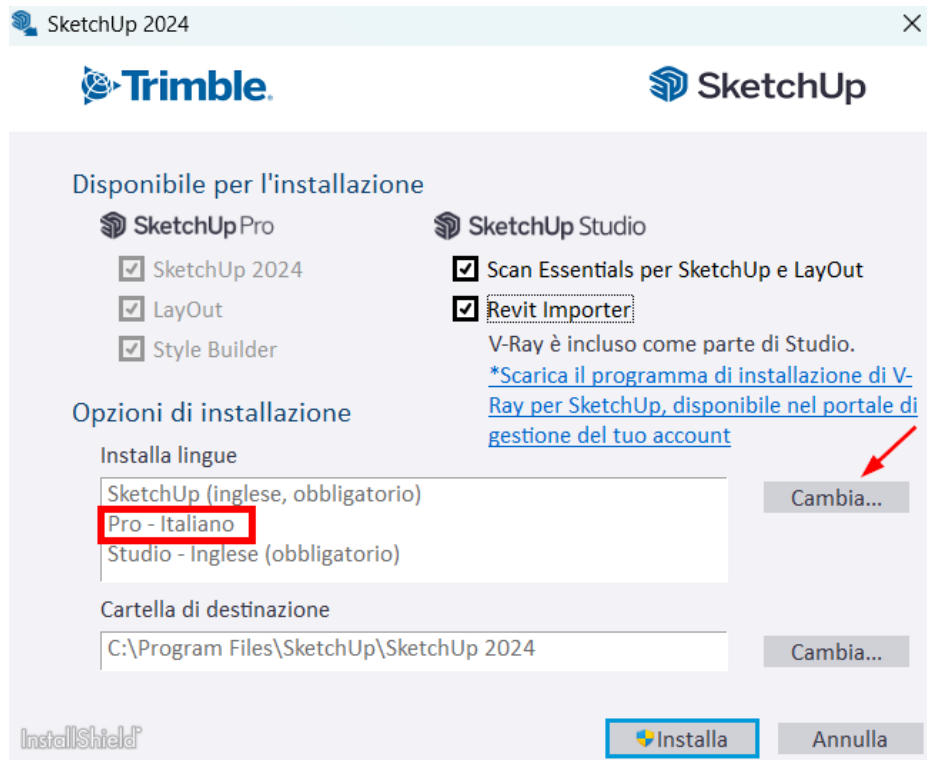 SketchUp 2024
Trimble.
SketchUp
Disponibile per l'installazione
SketchUp Pro
SketchUp 2024
LayOut
Style Builder
SketchUp Studio
Scan Essentials per SketchUp e LayOut
Revit Importer
V-Ray è incluso come parte di Studio.
*Scarica il programma di installazione di V-
Ray per SketchUp, disponibile nel portale di
gestione del tuo account
Opzioni di installazione
Installa lingue
SketchUp (inglese, obbligatorio)
Pro - Italiano
Studio - Inglese (obbligatorio)
Cambia...
Cartella di destinazione
C:\Program Files\SketchUp\SketchUp 2024
Cambia...
InstallShield
Installa
Annulla